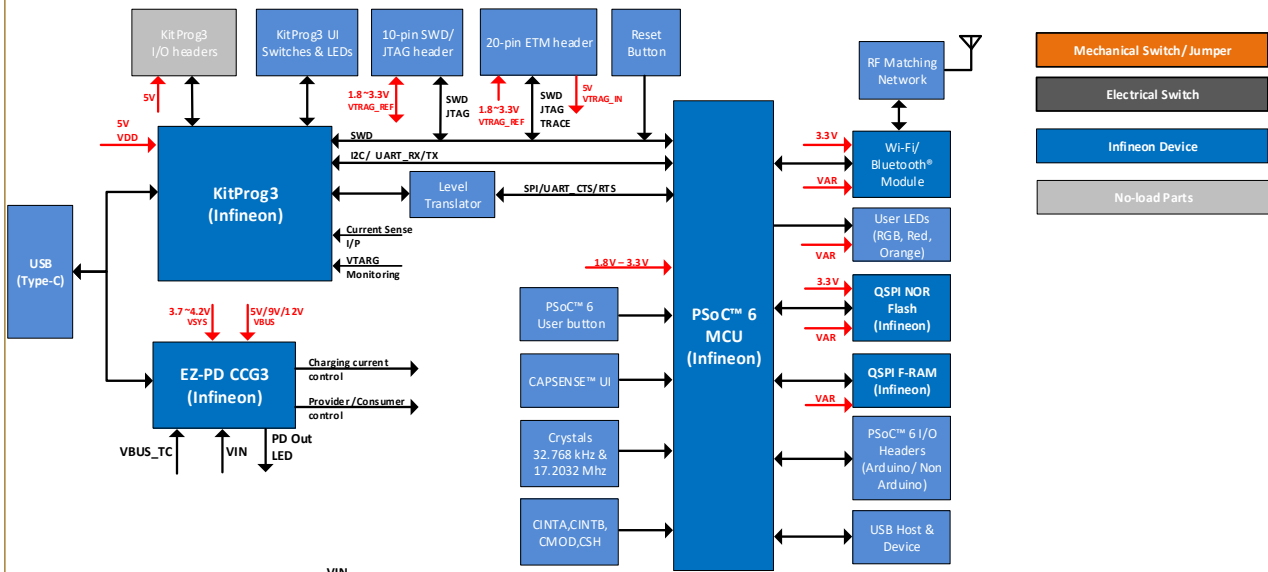 KitProg3
I/O headers
KitProg3 UI
Switches & LEDs
10-pin SWD/
JTAG header
20-pin ETM header
Reset
Button
RF Matching
Network
Mechanical Switch/ Jumper
Electrical Switch
Infineon Device
No-load Parts
5V
1.8~3.3V
VTRAG_REF
SWD
JTAG
1.8~3.3V
VTRAG_REF
SWD
JTAG
TRACE
5V
VTRAG_IN
5V
VDD
KitProg3
(Infineon)
SWD
I2C/ UART_RX/TX
Level
Translator
SPI/UART_CTS/RTS
Current Sense
I/P
VTARG
Monitoring
USB
(Type-C)
3.7~4.2V
VSYS
5V/9V/12V
VBUS
EZ-PD CCG3
(Infineon)
Charging current
control
Provider/Consumer
control
VBUS_TC
VIN
PD Out
LED
VIN
1.8V – 3.3V
PSoC™ 6
User button
CAPSENSE™ UI
Crystals
32.768 kHz &
17.2032 Mhz
CINTA,CINTB,
CMOD,CSH
PSoC™ 6
MCU
(Infineon)
3.3V
VAR
Wi-Fi/
Bluetooth®
Module
VAR
User LEDs
(RGB, Red,
Orange)
3.3V
VAR
QSPI NOR
Flash
(Infineon)
VAR
QSPI F-RAM
(Infineon)
PSoC™ 6 I/O
Headers
(Arduino/ Non
Arduino)
USB Host &
Device